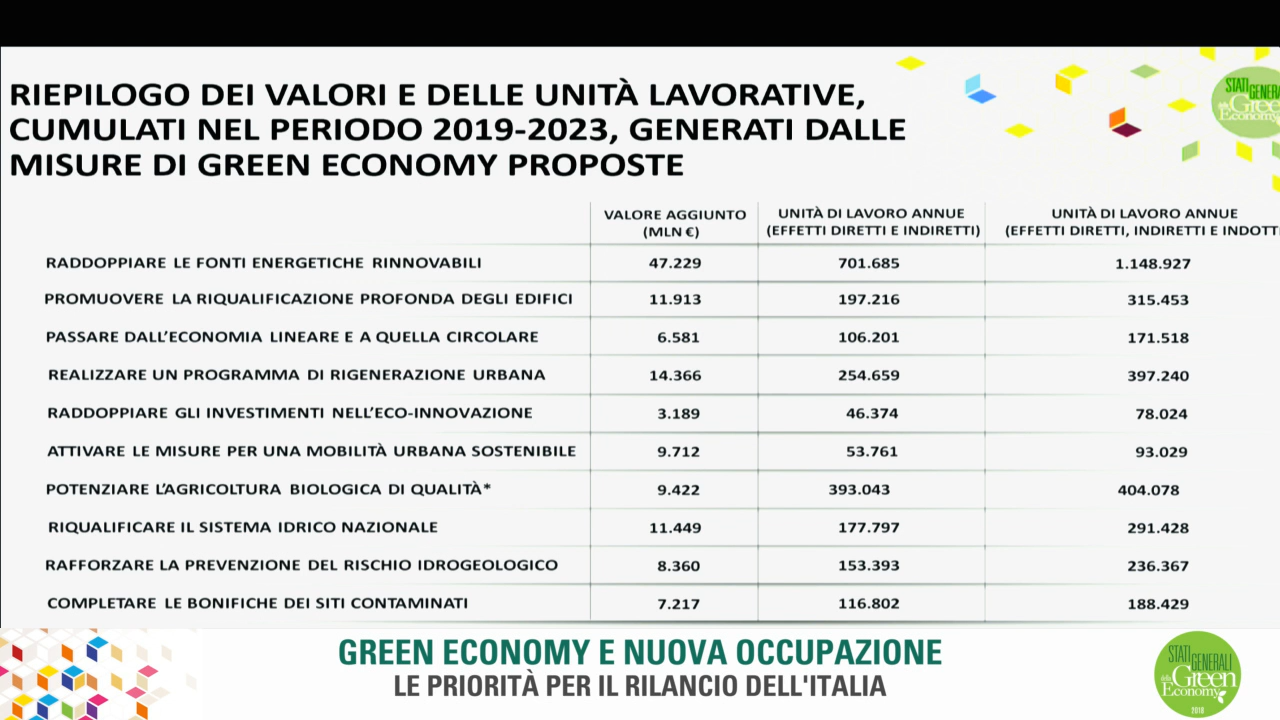 RIEPILOGO DEI VALORI E DELLE UNITÀ LAVORATIVE,
CUMULATI NEL PERIODO 2019-2023, GENERATI DALLE
MISURE DI GREEN ECONOMY PROPOSTE
STATI
GENERA
della Green
Economy
VALORE AGGIUNTO
(MLN €)
UNITÀ DI LAVORO ANNUE
(EFFETTI DIRETTI E INDIRETTI)
UNITÀ DI LAVORO ANNUE
(EFFETTI DIRETTI, INDIRETTI E INDOTT
RADDOPPIARE LE FONTI ENERGETICHE RINNOVABILI 47.229 701.685 1.148.927
PROMUOVERE LA RIQUALIFICAZIONE PROFONDA DEGLI EDIFICI 11.913 197.216 315.453
PASSARE DALL'ECONOMIA LINEARE E A QUELLA CIRCOLARE 6.581 106.201 171.518
REALIZZARE UN PROGRAMMA DI RIGENERAZIONE URBANA 14.366 254.659 397.240
RADDOPPIARE GLI INVESTIMENTI NELL'ECO-INNOVAZIONE 3.189 46.374 78.024
ATTIVARE LE MISURE PER UNA MOBILITÀ URBANA SOSTENIBILE 9.712 53.761 93.029
POTENZIARE L'AGRICOLTURA BIOLOGICA DI QUALITÀ* 9.422 393.043 404.078
RIQUALIFICARE IL SISTEMA IDRICO NAZIONALE 11.449 177.797 291.428
RAFFORZARE LA PREVENZIONE DEL RISCHIO IDROGEOLOGICO 8.360 153.393 236.367
COMPLETARE LE BONIFICHE DEI SITI CONTAMINATI 7.217 116.802 188.429
GREEN ECONOMY E NUOVA OCCUPAZIONE
LE PRIORITÀ PER IL RILANCIO DELL'ITALIA
STATI
GENERALI
della Green
Economy
2018